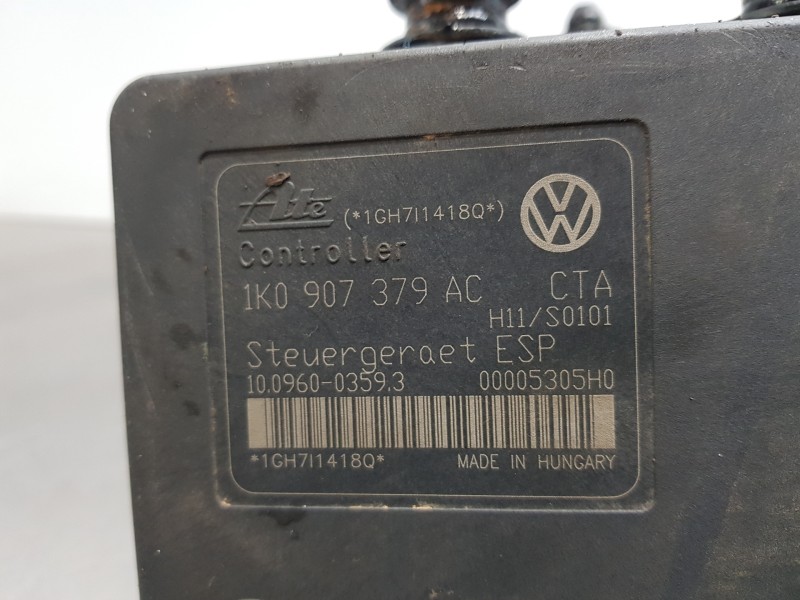 Ate (*1GH7I1418Q*)
Controller
1K0 907 379 AC CTA
H11/S0101
Steuergeraet ESP
10.0960-0359.3 00005305H0
*1GH7I1418Q* MADE IN HUNGARY